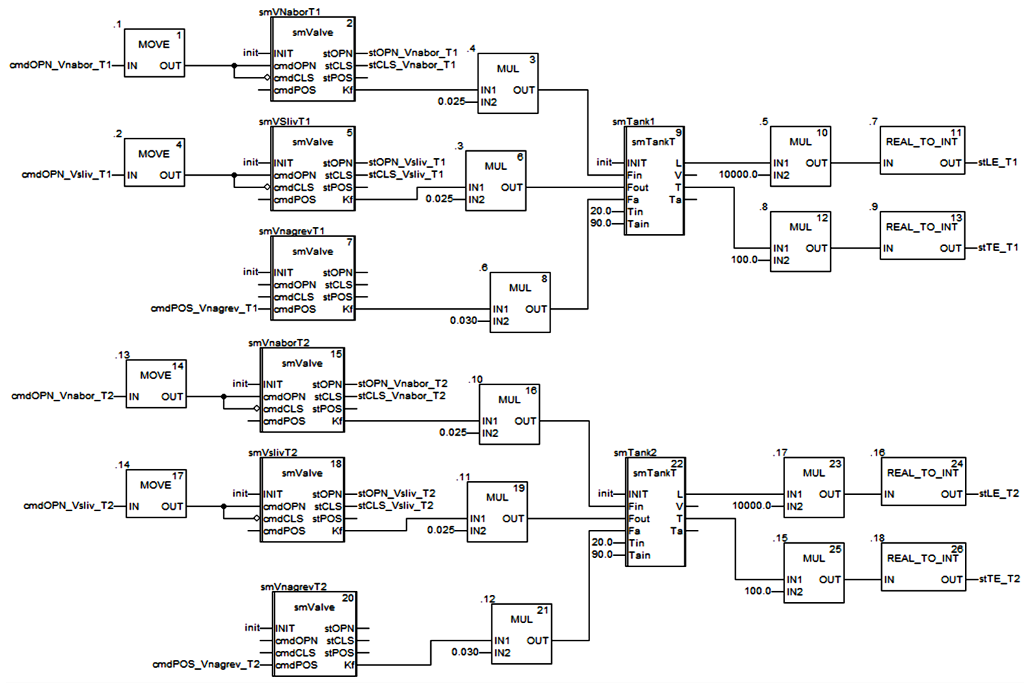 smVNaborT1
.1
1
MOVE
cmdOPN_Vnabor_T1 IN OUT
2
smValve
init INIT stOPN stOPN_Vnabor_T1
cmdOPN stCLS stCLS_Vnabor_T1
cmdCLS stPOS
cmdPOS Kf
.4
3
MUL
IN1 OUT
0.025 IN2
smVSlivT1
.2
4
MOVE
cmdOPN_Vsliv_T1 IN OUT
5
smValve
init INIT stOPN stOPN_Vsliv_T1
cmdOPN stCLS stCLS_Vsliv_T1
cmdCLS stPOS
cmdPOS Kf
.3
6
MUL
IN1 OUT
0.025 IN2
smVnagrevT1
7
smValve
init INIT stOPN
cmdOPN stCLS
cmdCLS stPOS
cmdPOS_Vnagrev_T1 cmdPOS Kf
.6
8
MUL
IN1 OUT
0.030 IN2
smTank1
9
smTankT
init INIT L
Fin V
Fout T
Fa Ta
20.0 Tin
90.0 Tain
.5
10
MUL
IN1 OUT
10000.0 IN2
.7
11
REAL_TO_INT
IN OUT stLE_T1
.8
12
MUL
IN1 OUT
100.0 IN2
.9
13
REAL_TO_INT
IN OUT stTE_T1
smVnaborT2
.13
14
MOVE
cmdOPN_Vnabor_T2 IN OUT
15
smValve
init INIT stOPN stOPN_Vnabor_T2
cmdOPN stCLS stCLS_Vnabor_T2
cmdCLS stPOS
cmdPOS Kf
.10
16
MUL
IN1 OUT
0.025 IN2
smVslivT2
.14
17
MOVE
cmdOPN_Vsliv_T2 IN OUT
18
smValve
init INIT stOPN stOPN_Vsliv_T2
cmdOPN stCLS stCLS_Vsliv_T2
cmdCLS stPOS
cmdPOS Kf
.11
19
MUL
IN1 OUT
0.025 IN2
smVnagrevT2
20
smValve
init INIT stOPN
cmdOPN stCLS
cmdCLS stPOS
cmdPOS_Vnagrev_T2 cmdPOS Kf
.12
21
MUL
IN1 OUT
0.030 IN2
smTank2
22
smTankT
init INIT L
Fin V
Fout T
Fa Ta
20.0 Tin
90.0 Tain
.17
23
MUL
IN1 OUT
10000.0 IN2
.16
24
REAL_TO_INT
IN OUT stLE_T2
.15
25
MUL
IN1 OUT
100.0 IN2
.18
26
REAL_TO_INT
IN OUT stTE_T2